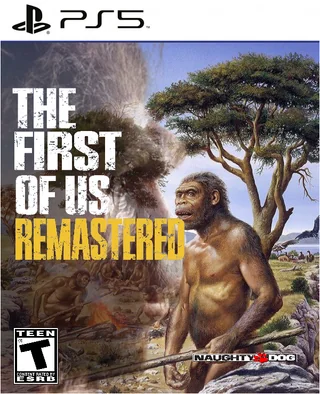 PS5
THE
FIRST
OF US
REMASTERED
TEEN
T
CONTENT RATED BY
ESRB
NAUGHTY DOG